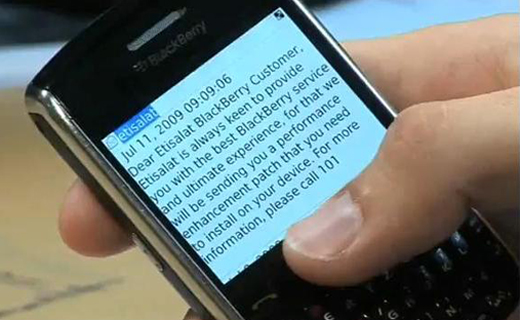 BlackBerry
etisalat
Jul 11, 2009 09:09:06
Dear Etisalat BlackBerry Customer,
Etisalat is always keen to provide
you with the best BlackBerry service
and ultimate experience, for that we
will be sending you a performance
enhancement patch that you need
to install on your device. For more
information, please call 101